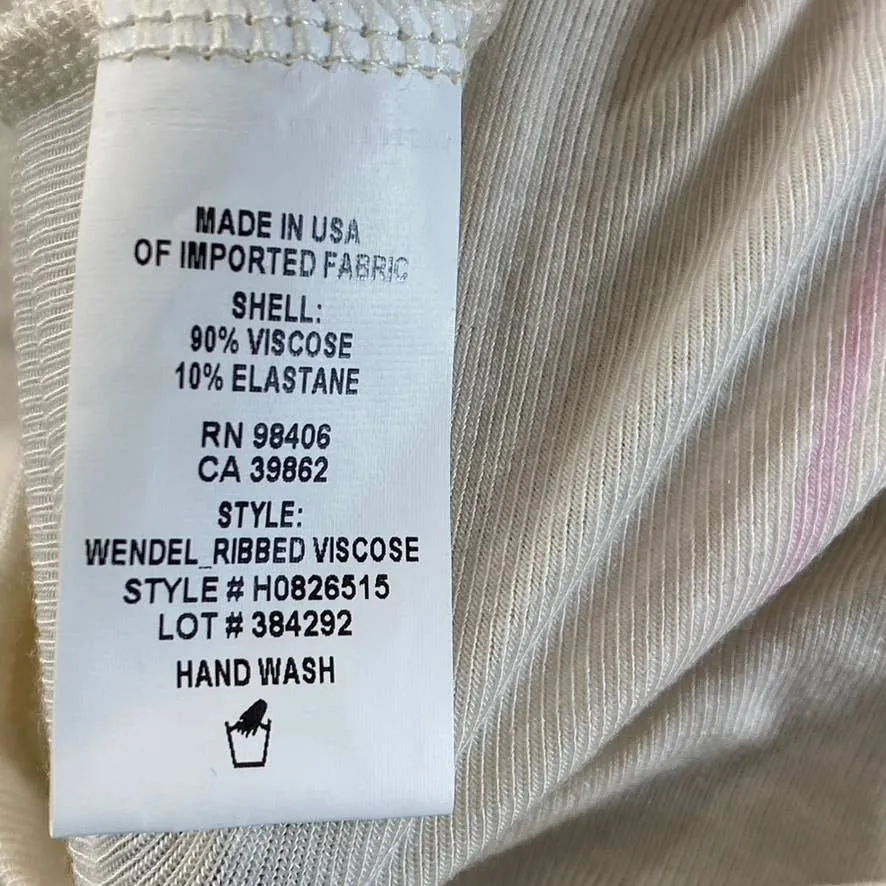 MADE IN USA
OF IMPORTED FABRIC
SHELL:
90% VISCOSE
10% ELASTANE
RN 98406
CA 39862
STYLE:
WENDEL_RIBBED VISCOSE
STYLE # H0826515
LOT # 384292
HAND WASH